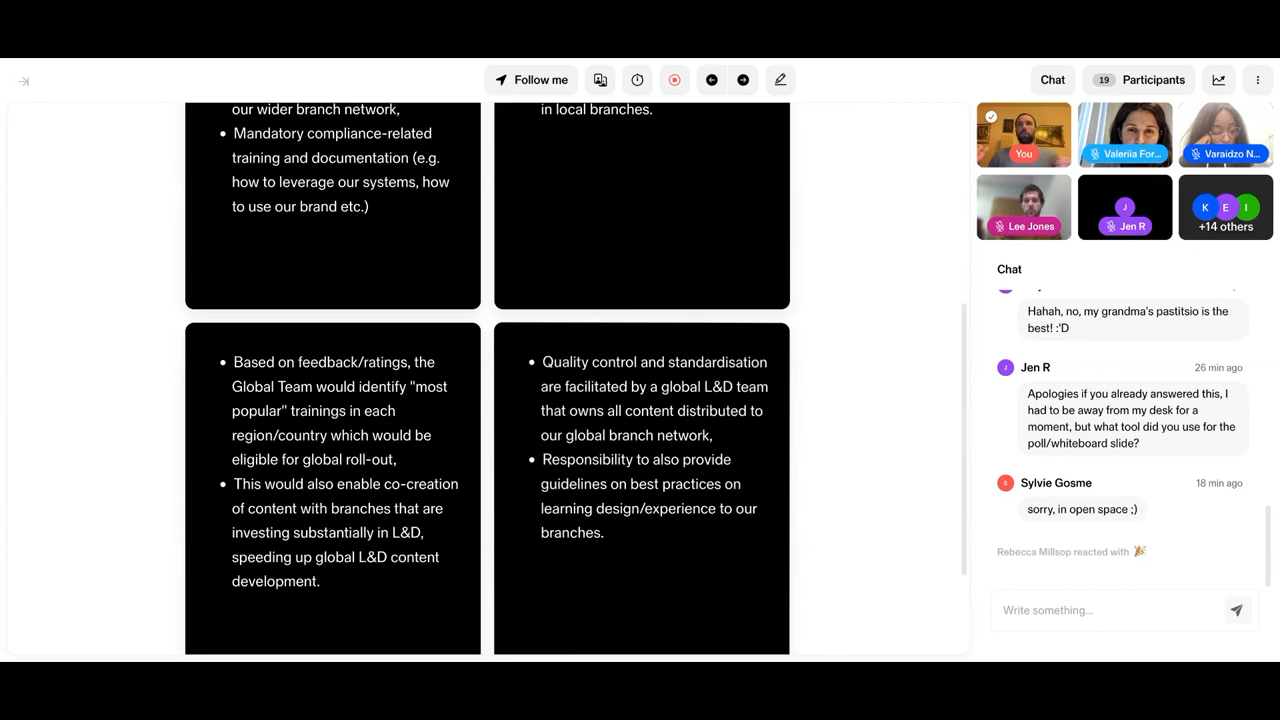 Follow me
Chat
19 Participants
our wider branch network,
• Mandatory compliance-related
training and documentation (e.g.
how to leverage our systems, how
to use our brand etc.)
in local branches.
• Based on feedback/ratings, the
Global Team would identify "most
popular" trainings in each
region/country which would be
eligible for global roll-out,
• This would also enable co-creation
of content with branches that are
investing substantially in L&D,
speeding up global L&D content
development.
• Quality control and standardisation
are facilitated by a global L&D team
that owns all content distributed to
our global branch network,
• Responsibility to also provide
guidelines on best practices on
learning design/experience to our
branches.
You
Valeriia For...
Varaidzo N...
Lee Jones
J
Jen R
K E I
+14 others
Chat
Hahah, no, my grandma's pastitsio is the
best! :'D
J Jen R 26 min ago
Apologies if you already answered this, I
had to be away from my desk for a
moment, but what tool did you use for the
poll/whiteboard slide?
S Sylvie Gosme 18 min ago
sorry, in open space ;)
Rebecca Millsop reacted with 🎉
Write something...